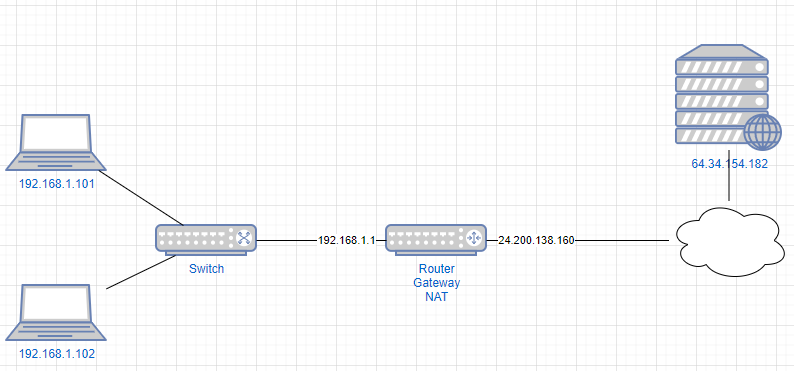 64.34.154.182
192.168.1.101
192.168.1.1
24.200.138.160
Switch
Router
Gateway
NAT
192.168.1.102